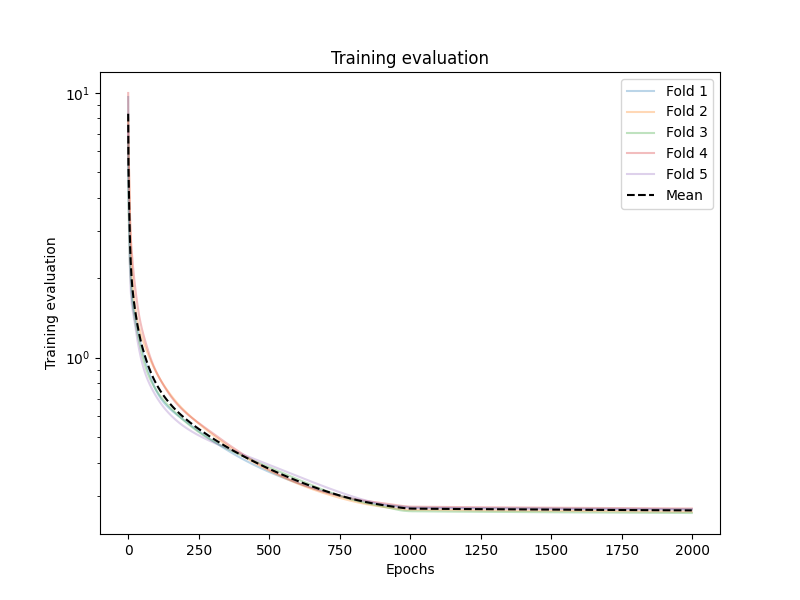 Training evaluation
10¹
10⁰
Training evaluation
Fold 1
Fold 2
Fold 3
Fold 4
Fold 5
Mean
0 250 500 750 1000 1250 1500 1750 2000
Epochs